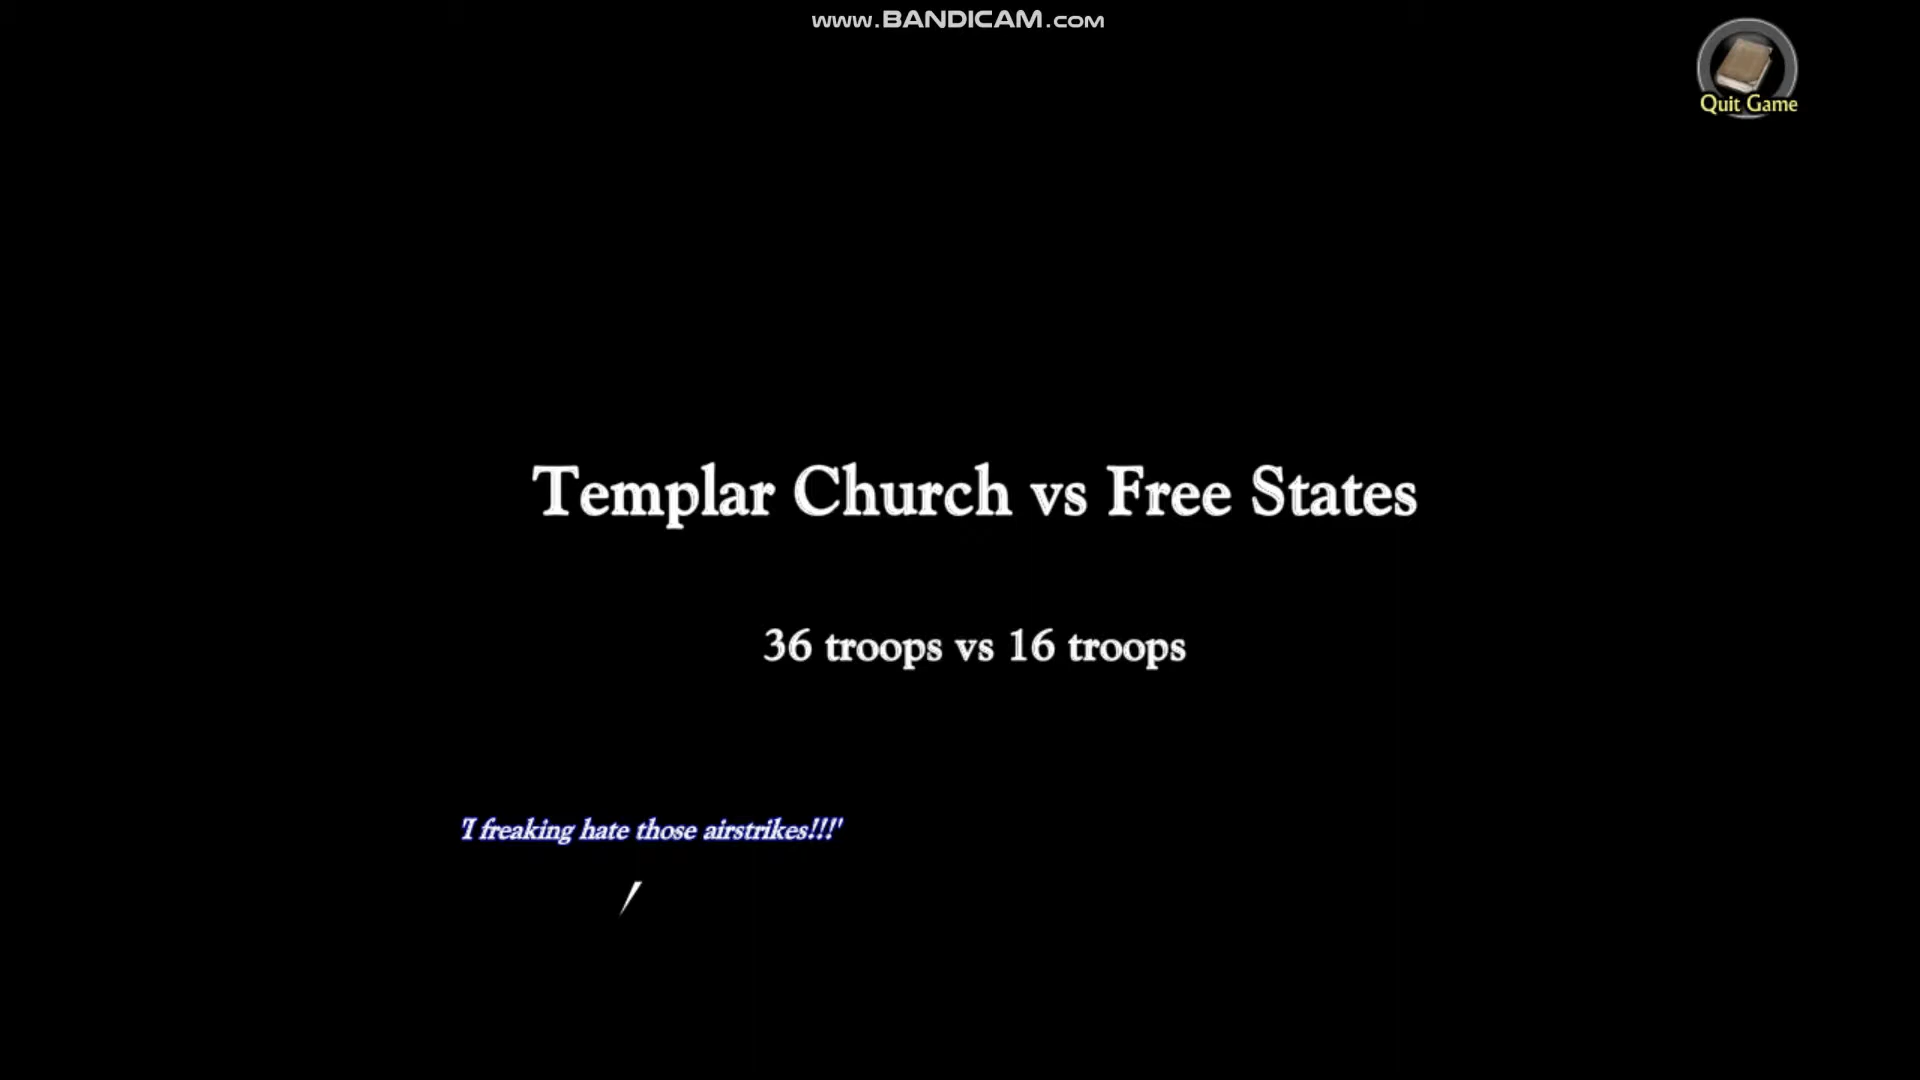 www.BANDICAM.com
Quit Game
Templar Church vs Free States
36 troops vs 16 troops
'I freaking hate those airstrikes!!!'